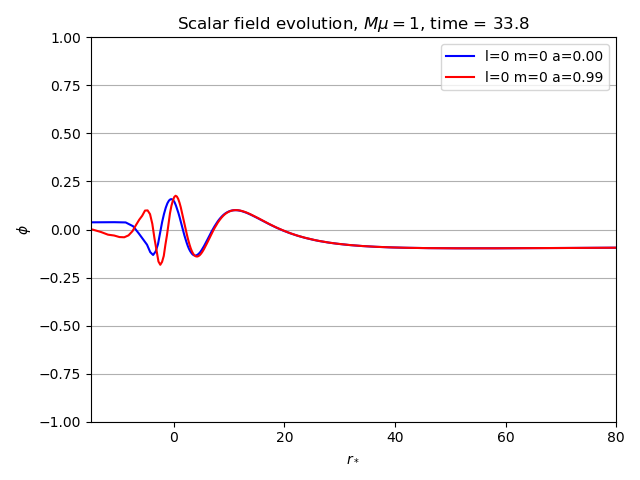 Scalar field evolution, Mμ = 1, time = 33.8
1.00
0.75
0.50
0.25
0.00
−0.25
−0.50
−0.75
−1.00
ϕ
l=0 m=0 a=0.00
l=0 m=0 a=0.99
0 20 40 60 80
r*